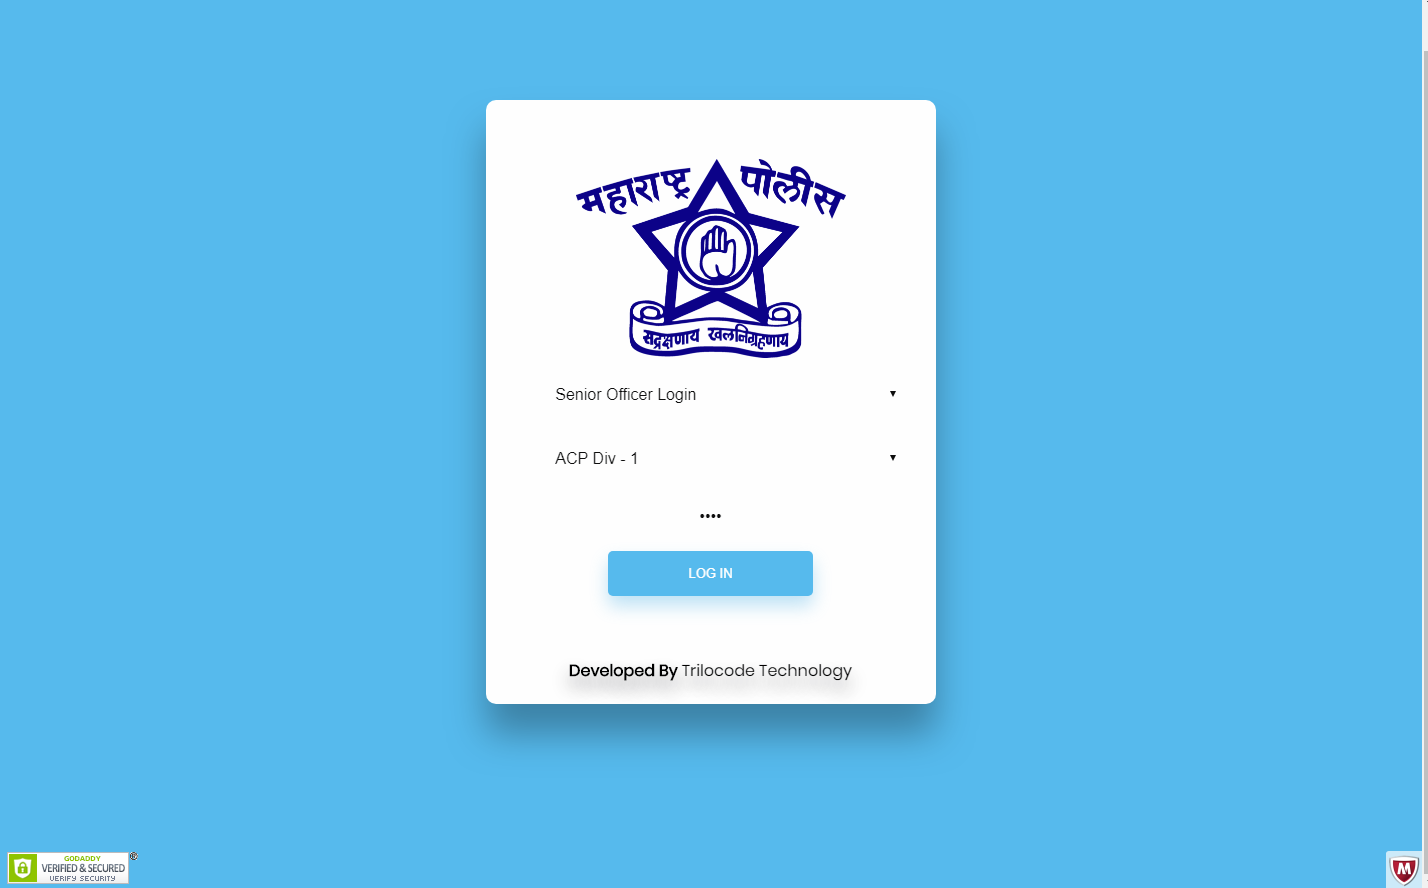 महाराष्ट्र पोलीस
सद्रक्षणाय खलनिग्रहणाय
Senior Officer Login
ACP Div - 1
••••
LOG IN
Developed By Trilocode Technology
GODADDY
VERIFIED & SECURED
VERIFY SECURITY
M